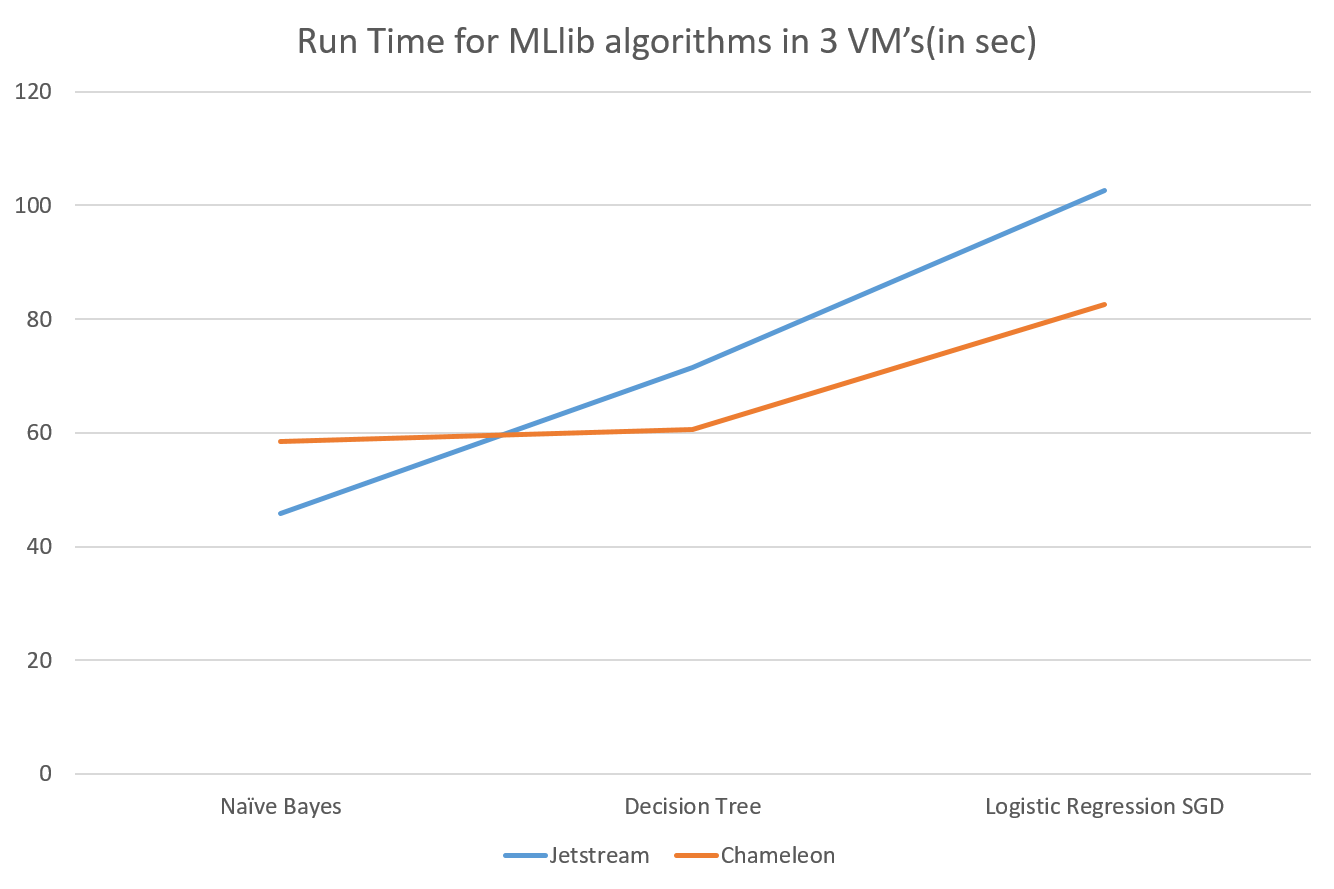 Run Time for MLlib algorithms in 3 VM’s(in sec)
120
100
80
60
40
20
0
Naïve Bayes Decision Tree Logistic Regression SGD
Jetstream Chameleon